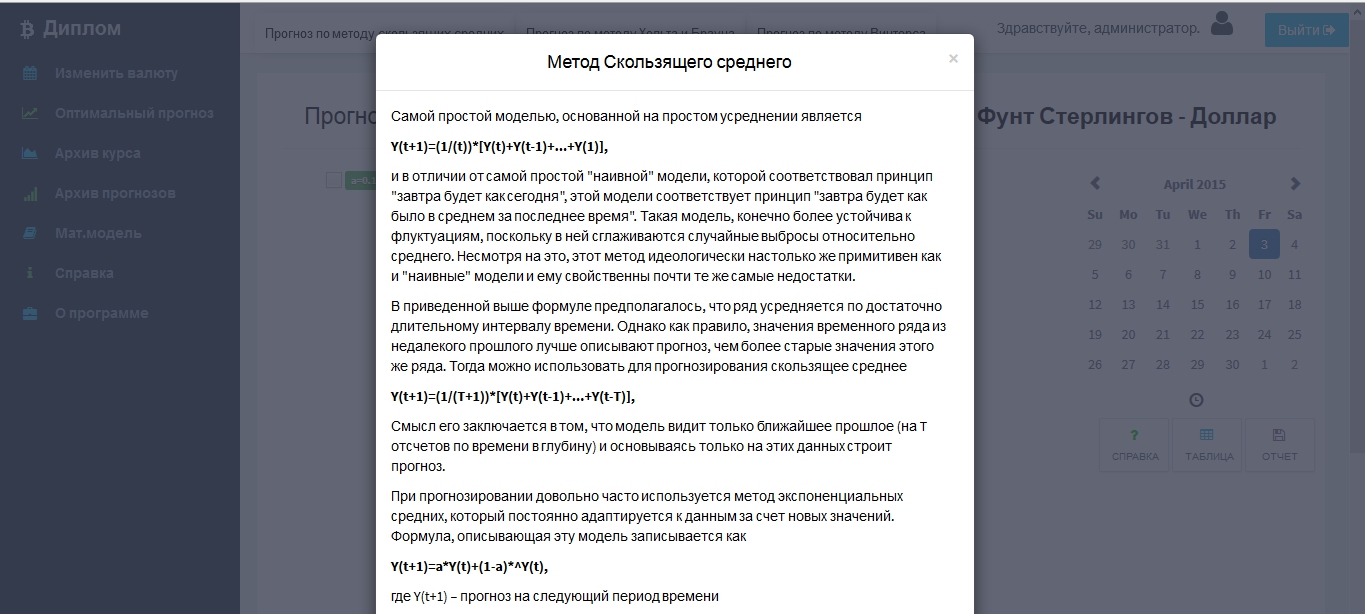 Диплом
Изменить валюту
Оптимальный прогноз
Архив курса
Архив прогнозов
Мат.модель
Справка
О программе
Прогноз по методу скользящих средних
Прогноз по методу Хольта и Брауна
Прогноз по методу Винтерса
Здравствуйте, администратор.
Выйти
Метод Скользящего среднего
×
Самой простой моделью, основанной на простом усреднении является
Y(t+1)=(1/(t))*[Y(t)+Y(t-1)+...+Y(1)],
и в отличии от самой простой "наивной" модели, которой соответствовал принцип
"завтра будет как сегодня", этой модели соответствует принцип "завтра будет как
было в среднем за последнее время". Такая модель, конечно более устойчива к
флуктуациям, поскольку в ней сглаживаются случайные выбросы относительно
среднего. Несмотря на это, этот метод идеологически настолько же примитивен как
и "наивные" модели и ему свойственны почти те же самые недостатки.
В приведенной выше формуле предполагалось, что ряд усредняется по достаточно
длительному интервалу времени. Однако как правило, значения временного ряда из
недалекого прошлого лучше описывают прогноз, чем более старые значения этого
же ряда. Тогда можно использовать для прогнозирования скользящее среднее
Y(t+1)=(1/(T+1))*[Y(t)+Y(t-1)+...+Y(t-T)],
Смысл его заключается в том, что модель видит только ближайшее прошлое (на T
отсчетов по времени в глубину) и основываясь только на этих данных строит
прогноз.
При прогнозировании довольно часто используется метод экспоненциальных
средних, который постоянно адаптируется к данным за счет новых значений.
Формула, описывающая эту модель записывается как
Y(t+1)=a*Y(t)+(1-a)*^Y(t),
где Y(t+1) – прогноз на следующий период времени
Фунт Стерлингов - Доллар
April 2015
Su Mo Tu We Th Fr Sa
29 30 31 1 2 3 4
5 6 7 8 9 10 11
12 13 14 15 16 17 18
19 20 21 22 23 24 25
26 27 28 29 30 1 2
?
СПРАВКА
ТАБЛИЦА
ОТЧЕТ